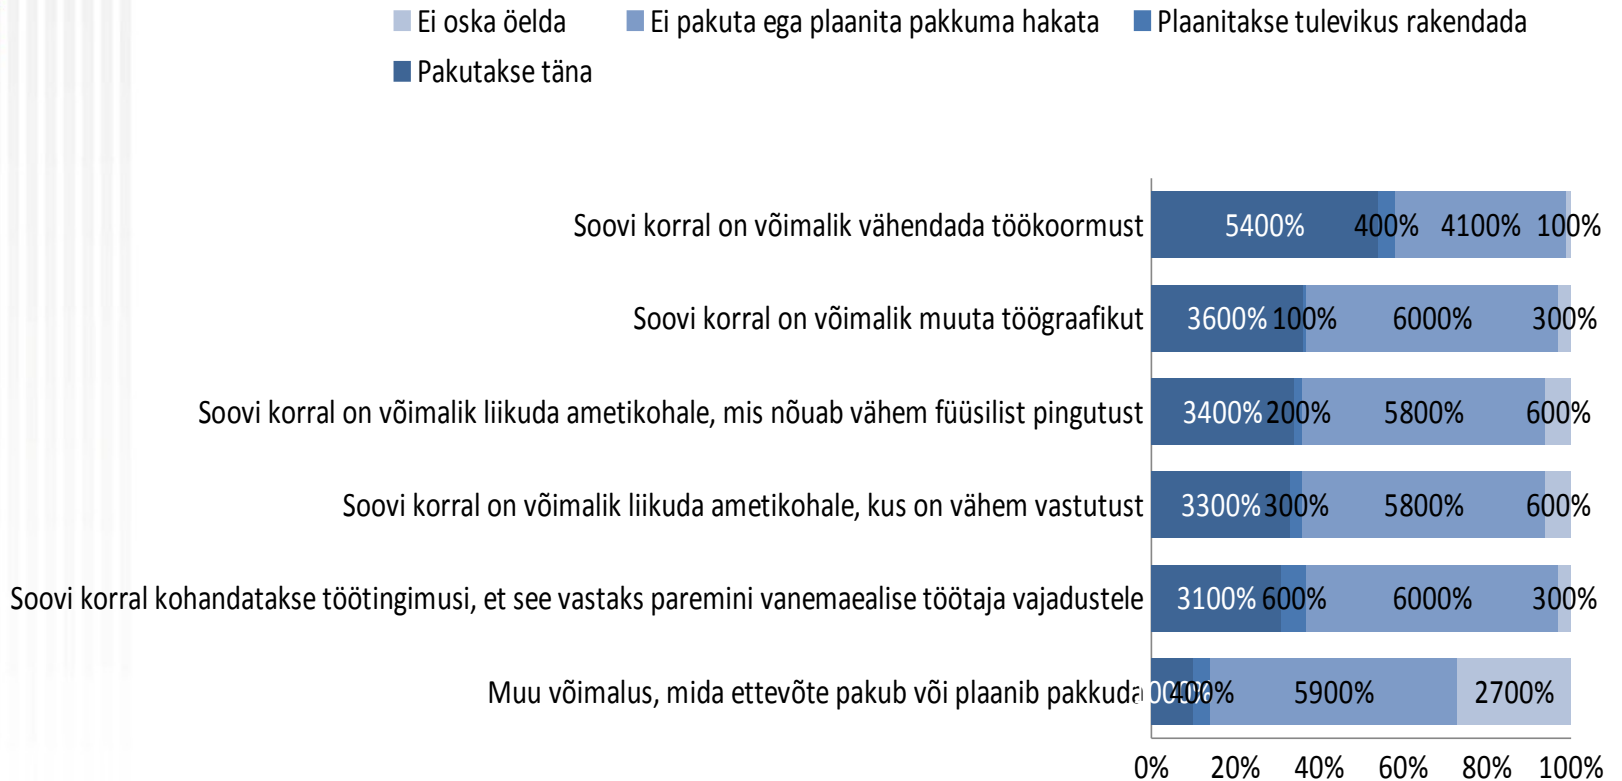 Ei oska öelda Ei pakuta ega plaanita pakkuma hakata Plaanitakse tulevikus rakendada
Pakutakse täna
Soovi korral on võimalik vähendada töökoormust 5400% 400% 4100% 100%
Soovi korral on võimalik muuta töögraafikut 3600% 100% 6000% 300%
Soovi korral on võimalik liikuda ametikohale, mis nõuab vähem füüsilist pingutust 3400% 200% 5800% 600%
Soovi korral on võimalik liikuda ametikohale, kus on vähem vastutust 3300% 300% 5800% 600%
Soovi korral kohandatakse töötingimusi, et see vastaks paremini vanemaealise töötaja vajadustele 3100% 600% 6000% 300%
Muu võimalus, mida ettevõte pakub või plaanib pakkuda 400% 5900% 2700%
0% 20% 40% 60% 80% 100%